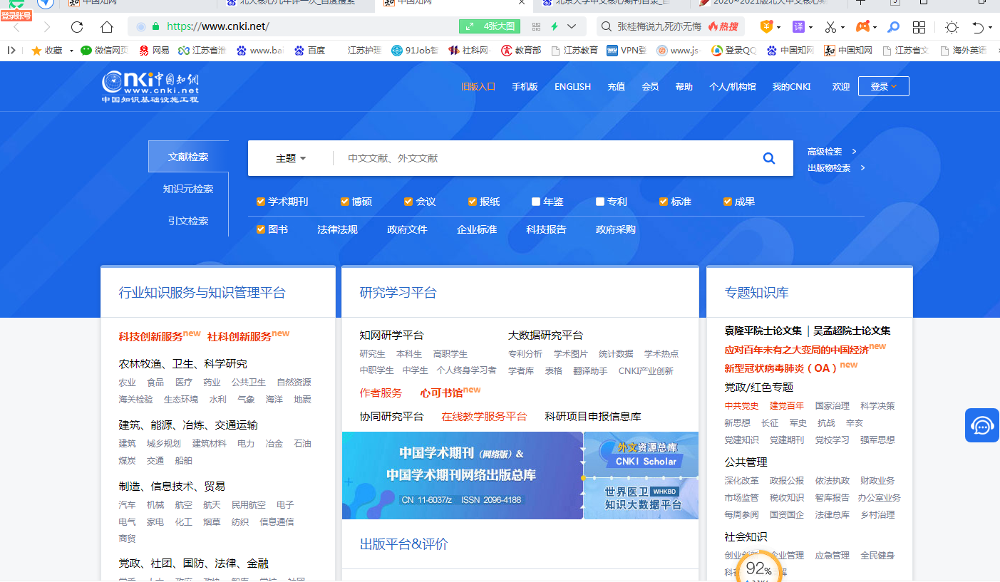 登录账号
中国知网
北大核心几年评一次_百度搜索
中国知网
北京大学中文核心期刊目录_百
2020~2021版北大中文核心期
https://www.cnki.net/
4张大图
张桂梅说九死亦无悔 热搜
译
收藏 微信网页 网易 江苏省淮 www.bai 百度 江苏护理 91Job智 社科网- 教育部 江苏教育 VPN登 www.js- 登录QQ 中国知网 中国知网 江苏省文 海外英语
CNKI 中国知网
www.cnki.net
中国知识基础设施工程
旧版入口 手机版 ENGLISH 充值 会员 帮助 个人/机构馆 我的CNKI 欢迎 登录
文献检索
知识元检索
引文检索
主题 中文文献、外文文献
高级检索 >
出版物检索 >
学术期刊 博硕 会议 报纸 年鉴 专利 标准 成果
图书 法律法规 政府文件 企业标准 科技报告 政府采购
行业知识服务与知识管理平台
科技创新服务new 社科创新服务new
农林牧渔、卫生、科学研究
农业 食品 医疗 药业 公共卫生 自然资源
海关检验 生态环境 水利 气象 海洋 地震
建筑、能源、冶炼、交通运输
建筑 城乡规划 建筑材料 电力 冶金 石油
煤炭 交通 船舶
制造、信息技术、贸易
汽车 机械 航空 航天 民用航空 电子
电气 家电 化工 烟草 纺织 信息通信
商贸
党政、社团、国防、法律、金融
研究学习平台
知网研学平台
研究生 本科生 高职学生
中职学生 中学生 个人终身学习者
大数据研究平台
专利分析 学术图片 统计数据 学术热点
学者库 表格 翻译助手 CNKI产业创新
作者服务 心可书馆new
协同研究平台 在线教学服务平台 科研项目申报信息库
中国学术期刊（网络版）&
中国学术期刊网络出版总库
CN 11-6037/z ISSN 2096-4188
外文资源总库
CNKI Scholar
世界医卫 WHKBD
知识大数据平台
出版平台&评价
专题知识库
袁隆平院士论文集 | 吴孟超院士论文集
应对百年未有之大变局的中国经济new
新型冠状病毒肺炎（OA）new
党政/红色专题
中共党史 建党百年 国家治理 科学决策
新思想 长征 军史 抗战 辛亥
党建知识 党建期刊 党校学习 强军思想
公共管理
深化改革 政报公报 依法执政 财政业务
市场监管 税收知识 智库报告 办公室业务
每周参阅 国资国企 法律总库 乡村治理
社会知识
创业创新 企业管理 应急管理 全民健身
92%